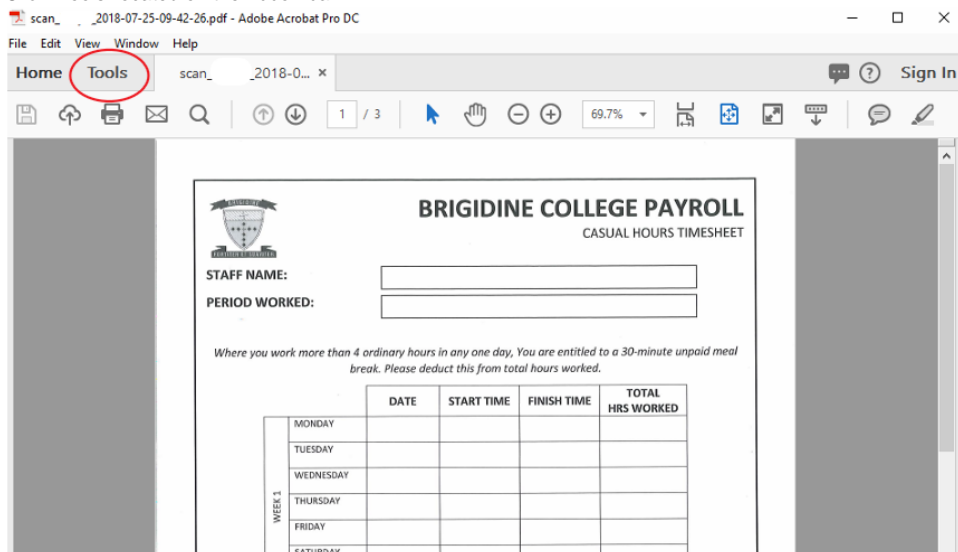 scan_ _2018-07-25-09-42-26.pdf - Adobe Acrobat Pro DC
File Edit View Window Help
Home Tools scan_ _2018-0... × ? Sign In
1 / 3 69.7%
BRIGIDINE
BRIGIDINE COLLEGE PAYROLL
CASUAL HOURS TIMESHEET
STAFF NAME:
PERIOD WORKED:
Where you work more than 4 ordinary hours in any one day, You are entitled to a 30-minute unpaid meal
break. Please deduct this from total hours worked.
DATE START TIME FINISH TIME TOTAL
HRS WORKED
WEEK 1
MONDAY
TUESDAY
WEDNESDAY
THURSDAY
FRIDAY
SATURDAY